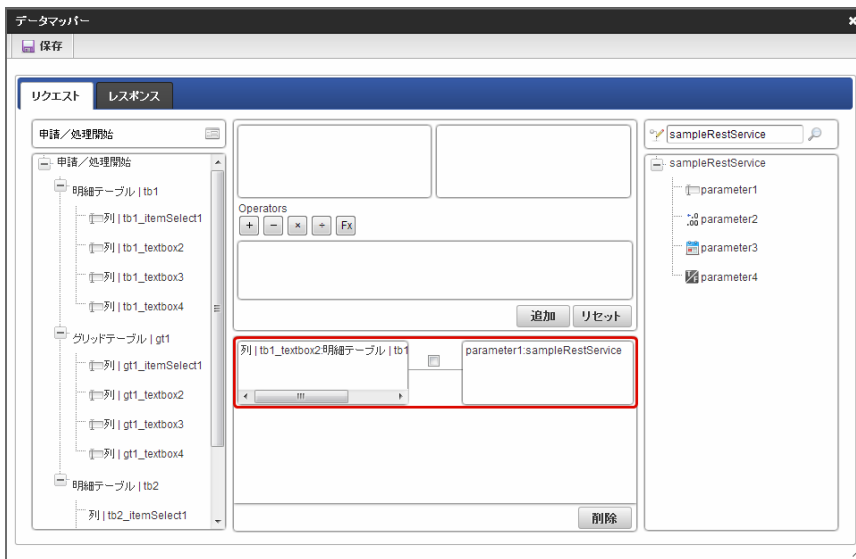 データマッパー
保存
リクエスト
レスポンス
申請／処理開始
申請／処理開始
明細テーブル | tb1
列 | tb1_itemSelect1
列 | tb1_textbox2
列 | tb1_textbox3
列 | tb1_textbox4
グリッドテーブル | gt1
列 | gt1_itemSelect1
列 | gt1_textbox2
列 | gt1_textbox3
列 | gt1_textbox4
明細テーブル | tb2
列 | tb2_itemSelect1
Operators
+ − × ÷ Fx
追加 リセット
列 | tb1_textbox2:明細テーブル | tb1
parameter1:sampleRestService
削除
sampleRestService
sampleRestService
parameter1
parameter2
parameter3
parameter4